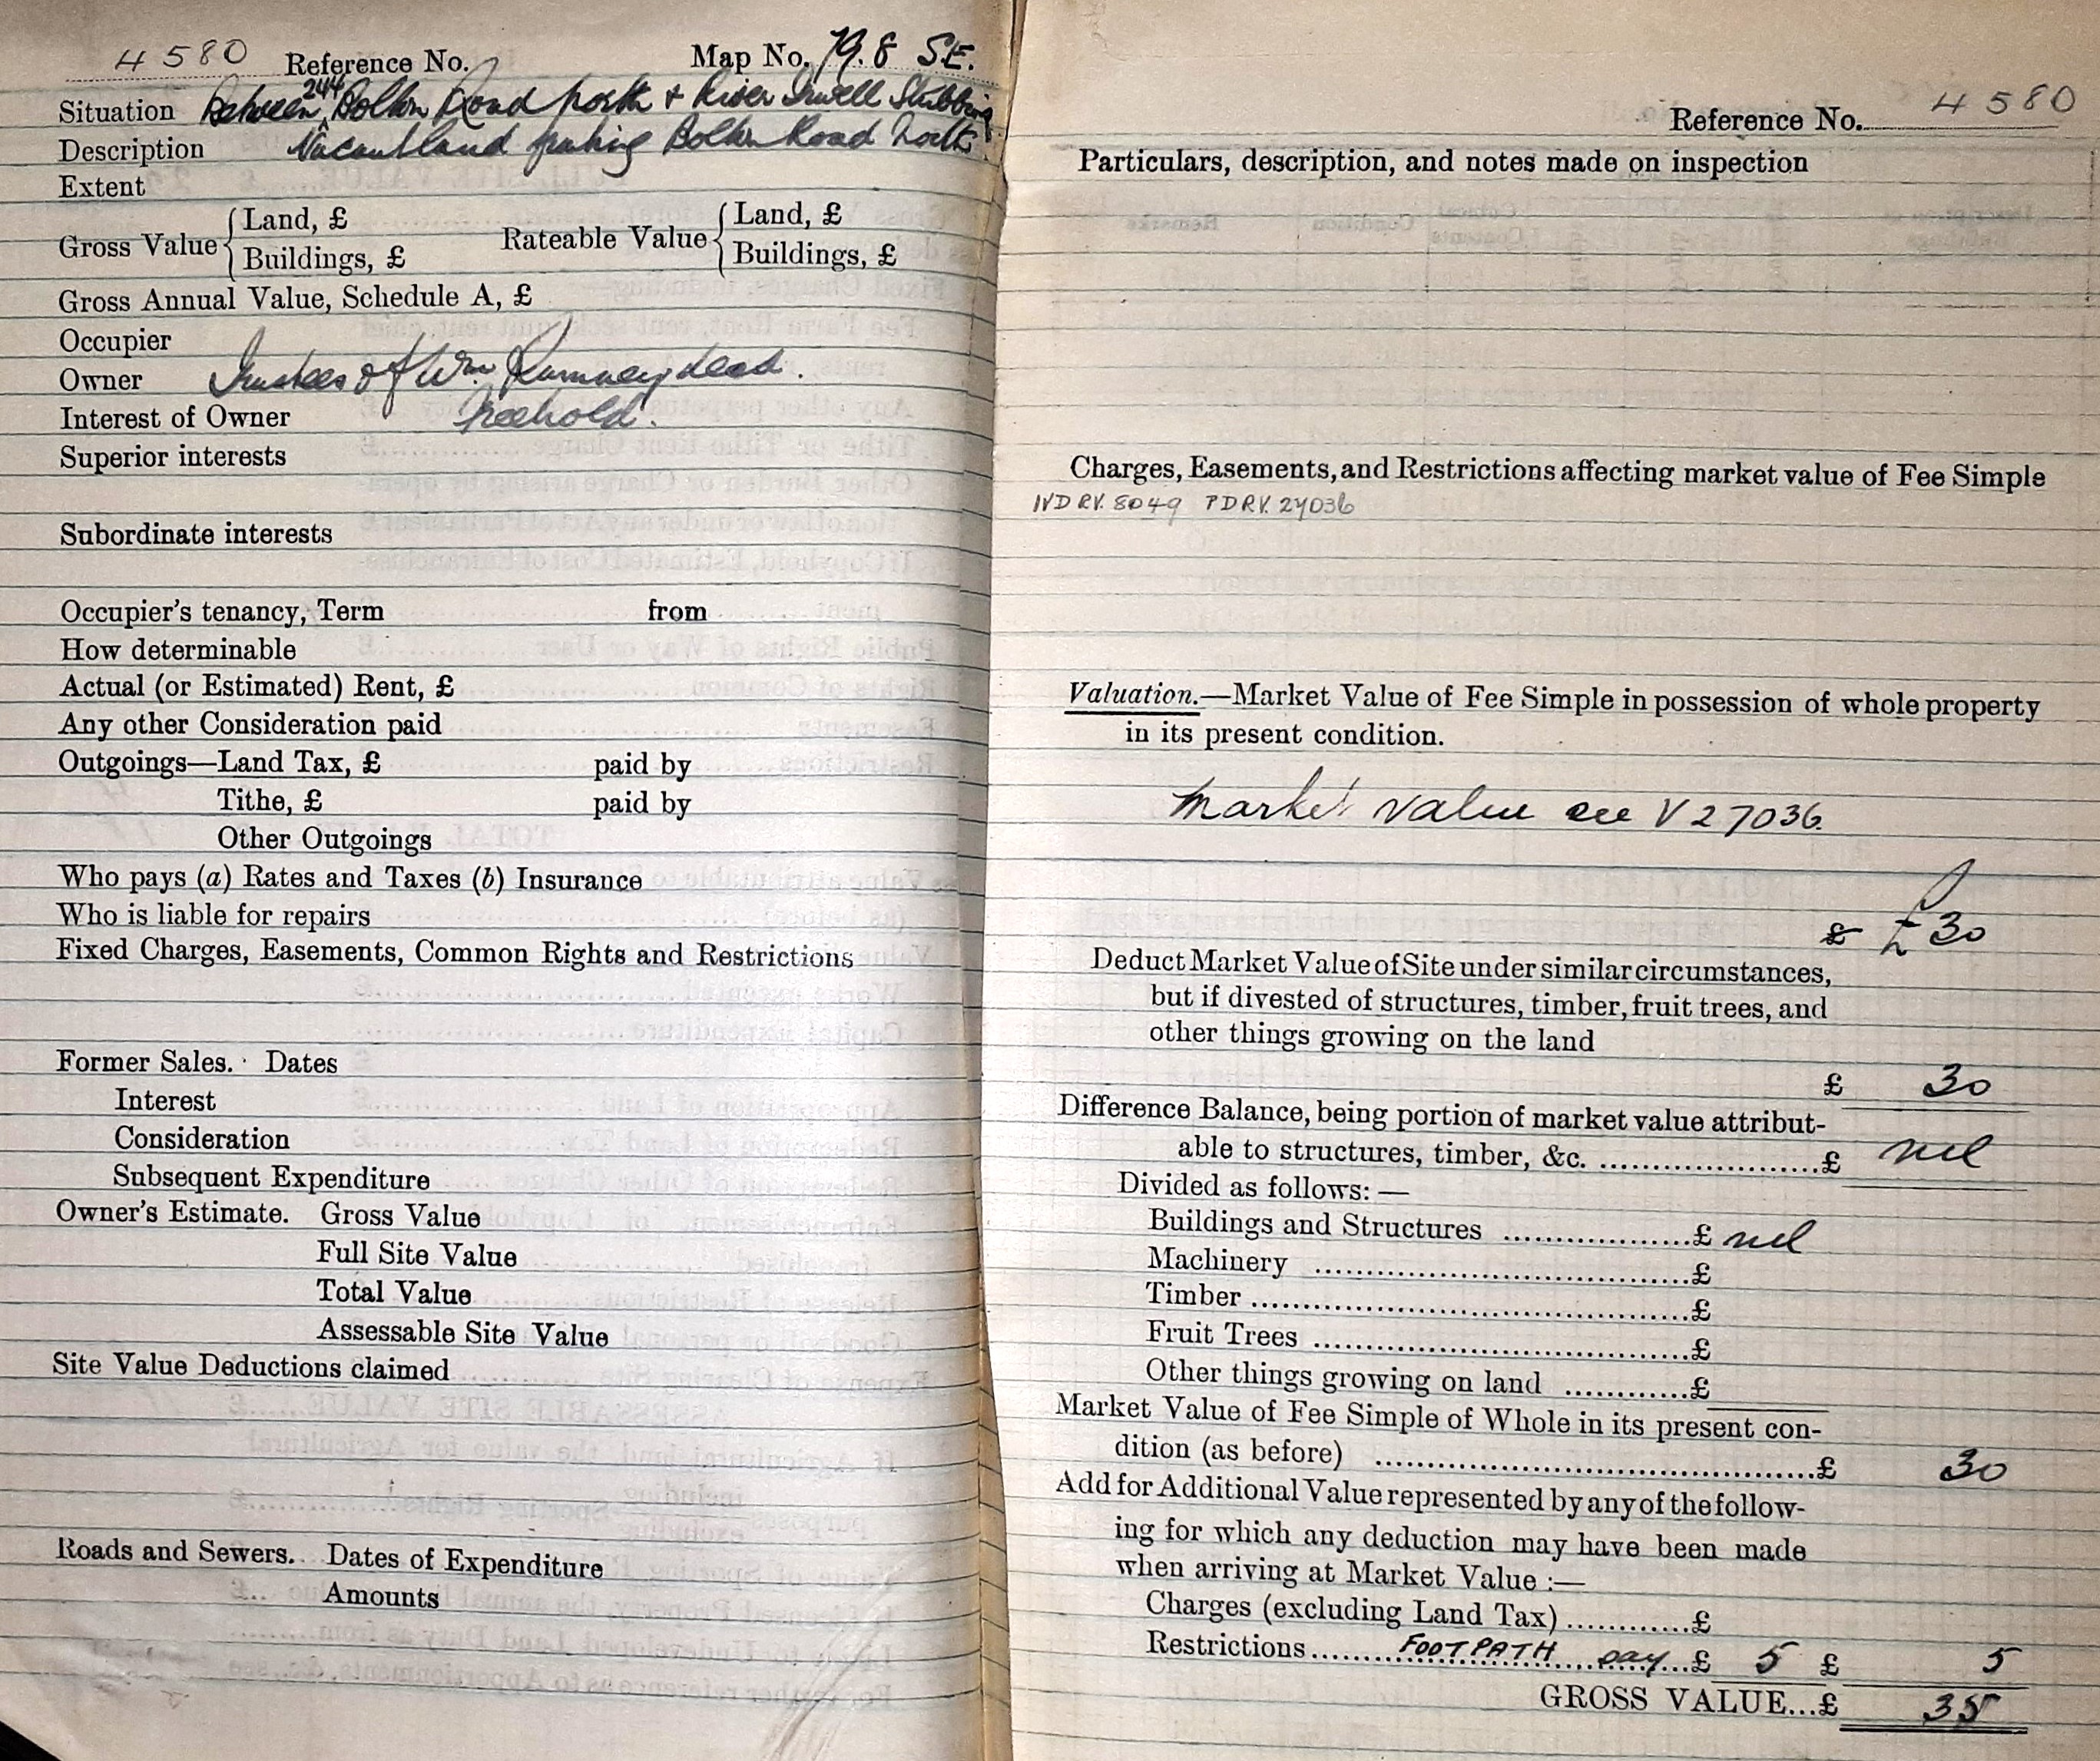 4580 Reference No. Map No. 79.8 S.E.
Situation Between 244 Bolton Road North & River Irwell Stubbins
Description Vacant land fronting Bolton Road North
Extent
Gross Value { Land, £ Rateable Value { Land, £
Buildings, £ Buildings, £
Gross Annual Value, Schedule A, £
Occupier
Owner Trustees of Wm Rumney decd.
Interest of Owner Freehold.
Superior interests
Subordinate interests
Occupier's tenancy, Term from
How determinable
Actual (or Estimated) Rent, £
Any other Consideration paid
Outgoings—Land Tax, £ paid by
Tithe, £ paid by
Other Outgoings
Who pays (a) Rates and Taxes (b) Insurance
Who is liable for repairs
Fixed Charges, Easements, Common Rights and Restrictions
Former Sales. Dates
Interest
Consideration
Subsequent Expenditure
Owner's Estimate. Gross Value
Full Site Value
Total Value
Assessable Site Value
Site Value Deductions claimed
Roads and Sewers. Dates of Expenditure
Amounts
Reference No. 4580
Particulars, description, and notes made on inspection
Charges, Easements, and Restrictions affecting market value of Fee Simple
IVD RV. 8049 PD RV. 27036
Valuation.—Market Value of Fee Simple in possession of whole property
in its present condition.
Market value see V 27036
£ £30
Deduct Market Value of Site under similar circumstances,
but if divested of structures, timber, fruit trees, and
other things growing on the land
£ 30
Difference Balance, being portion of market value attribut-
able to structures, timber, &c. ....................£ nil
Divided as follows:—
Buildings and Structures ..................£ nil
Machinery ....................................£
Timber ..........................................£
Fruit Trees ....................................£
Other things growing on land ............£
Market Value of Fee Simple of Whole in its present con-
dition (as before) ..........................................£ 30
Add for Additional Value represented by any of the follow-
ing for which any deduction may have been made
when arriving at Market Value :—
Charges (excluding Land Tax)............£
Restrictions......FOOTPATH say...£ 5 £ 5
GROSS VALUE...£ 35